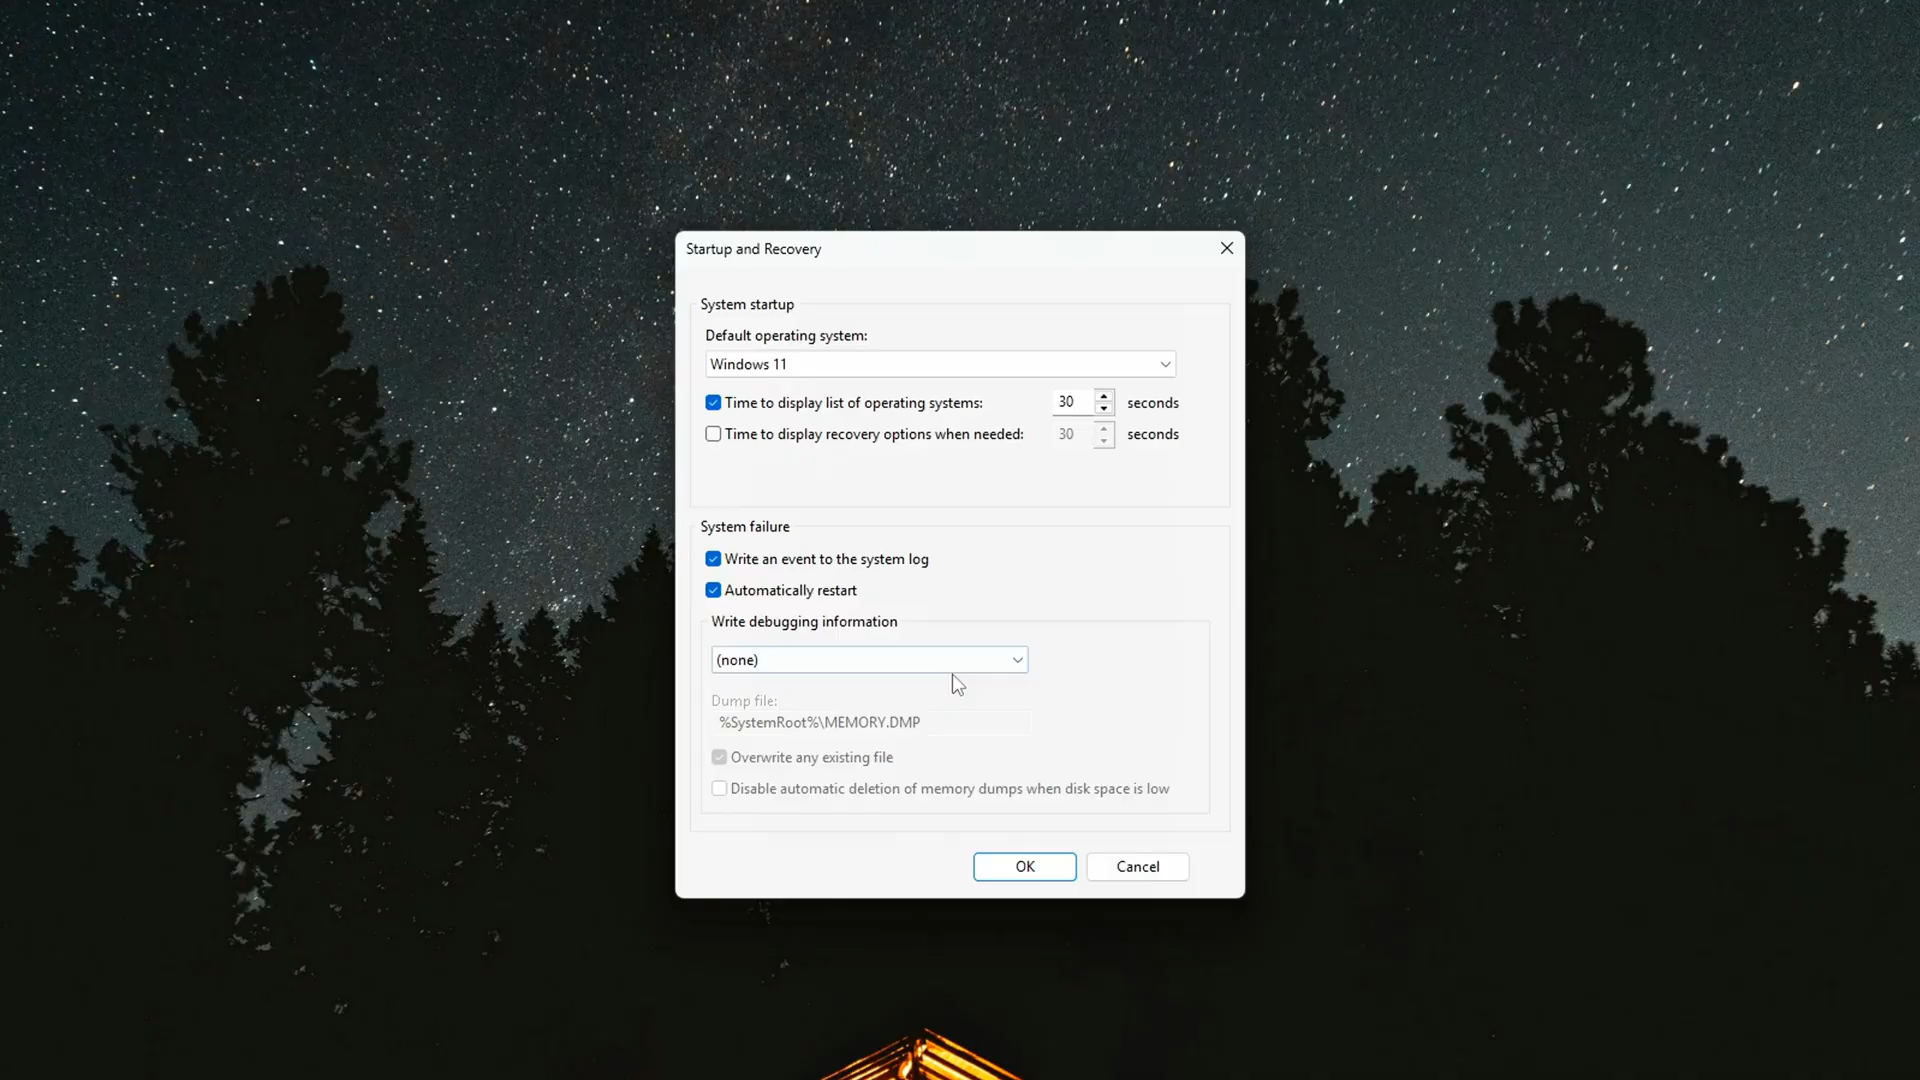 Startup and Recovery
System startup
Default operating system:
Windows 11
Time to display list of operating systems: 30 seconds
Time to display recovery options when needed: 30 seconds
System failure
Write an event to the system log
Automatically restart
Write debugging information
(none)
Dump file:
%SystemRoot%\MEMORY.DMP
Overwrite any existing file
Disable automatic deletion of memory dumps when disk space is low
OK Cancel